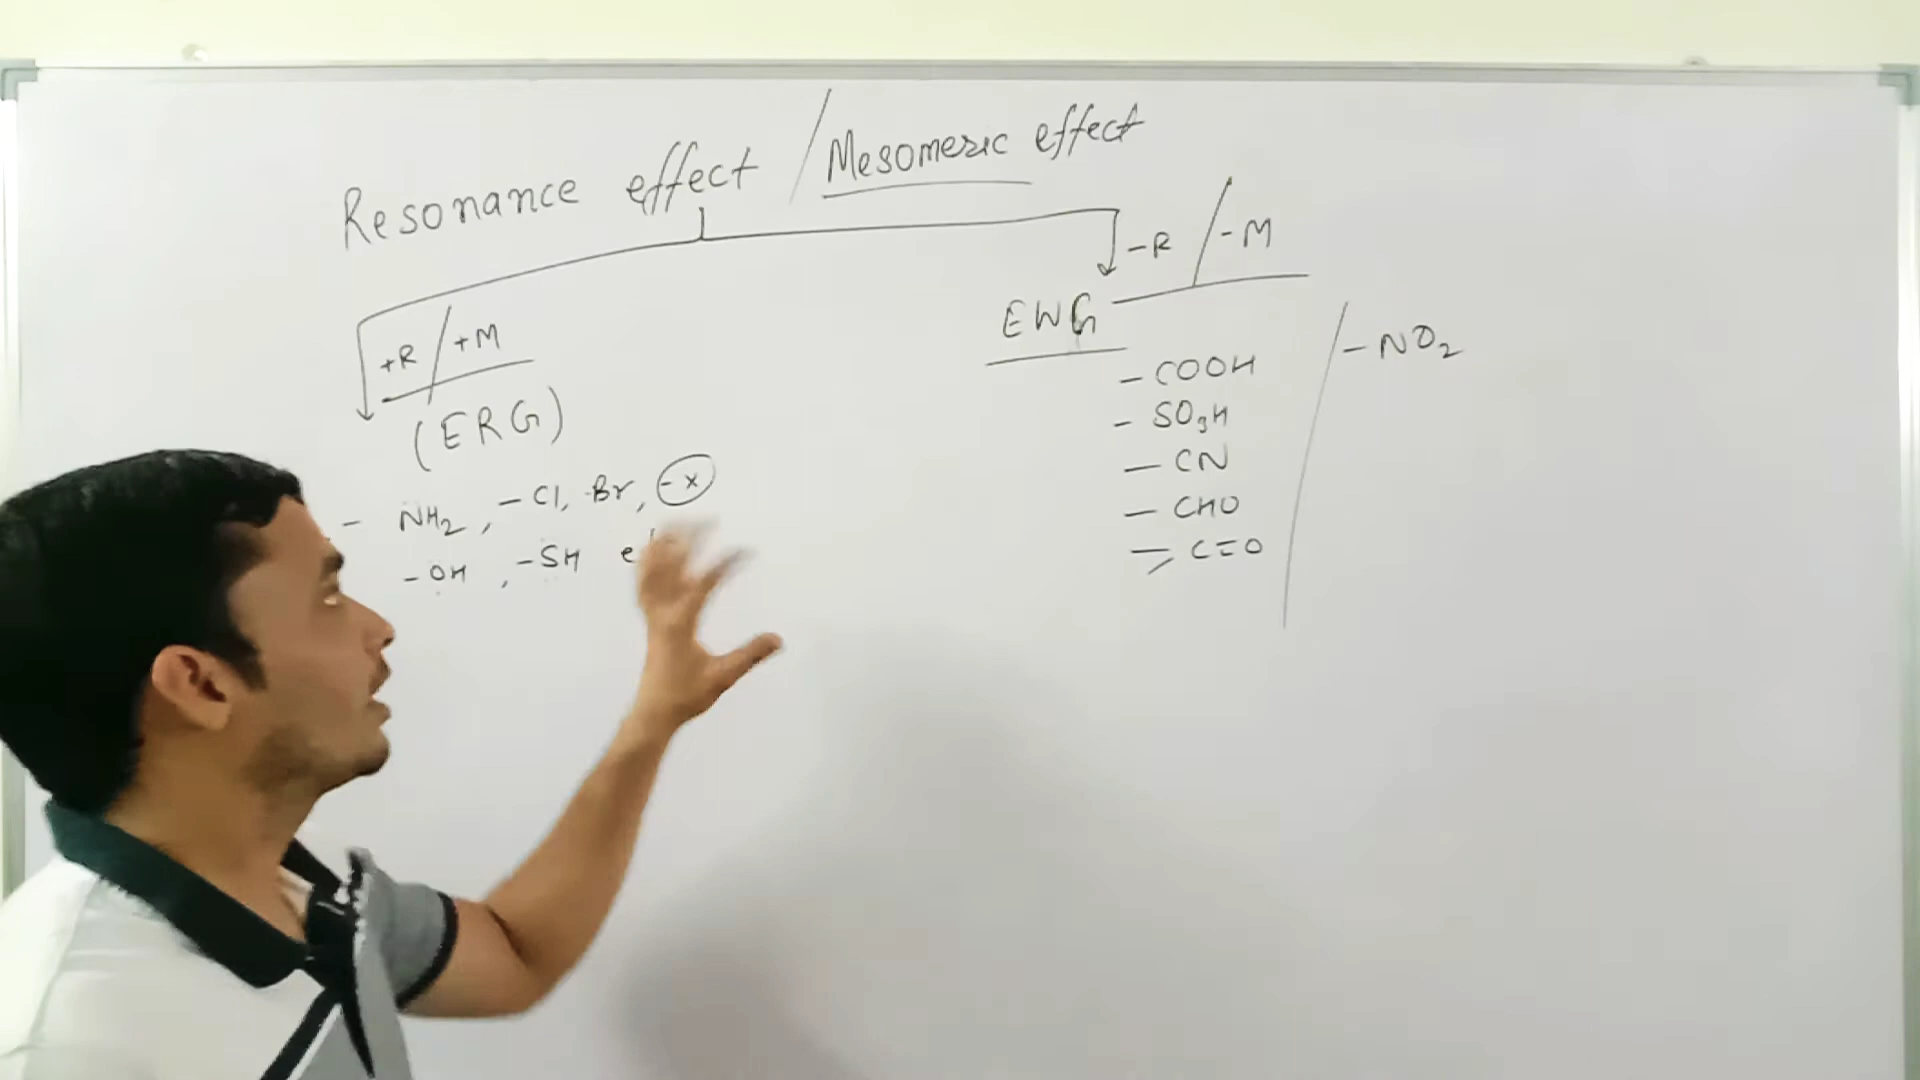 Resonance effect / Mesomeric effect
+R / +M
(ERG)
- NH2, - Cl, Br, - x
- OH, - SH
- R / - M
EWG
- COOH
- SO3H
- CN
- CHO
> C=O
- NO2